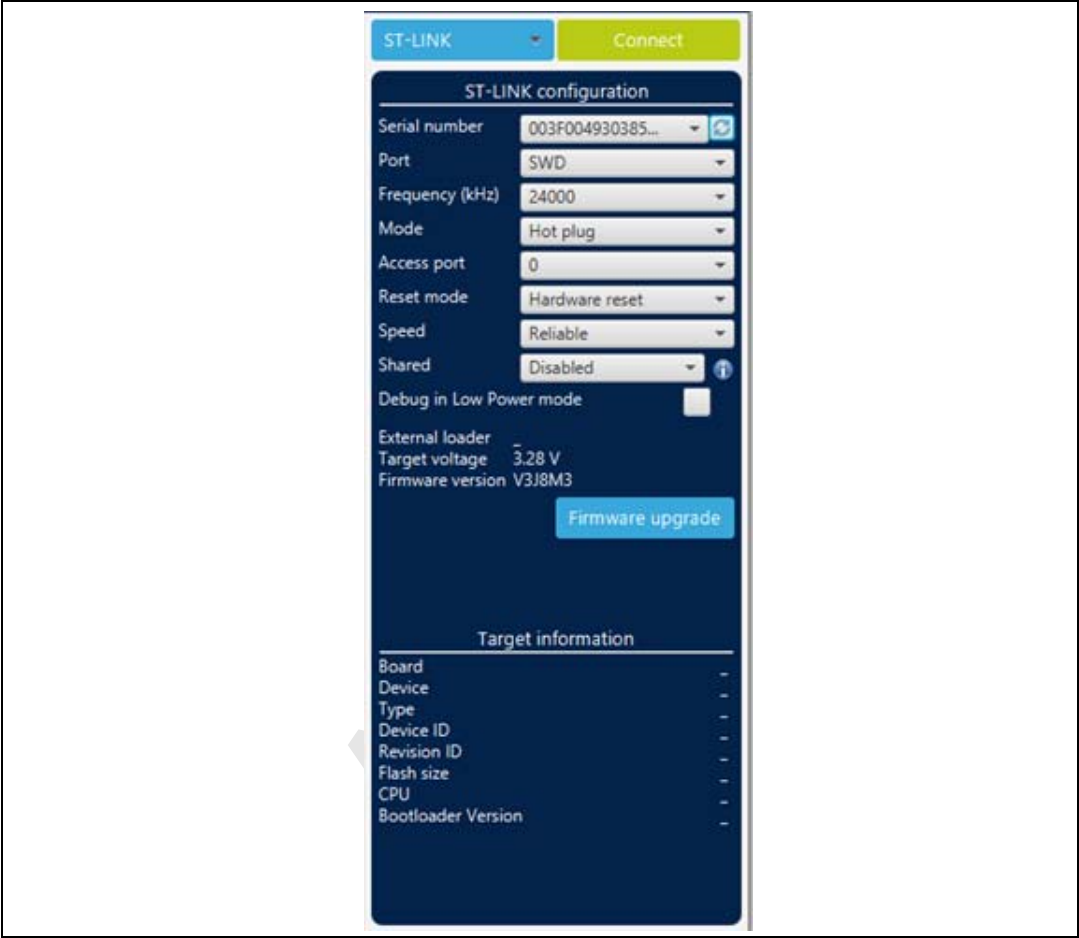 ST-LINK Connect
ST-LINK configuration
Serial number 003F004930385...
Port SWD
Frequency (kHz) 24000
Mode Hot plug
Access port 0
Reset mode Hardware reset
Speed Reliable
Shared Disabled
Debug in Low Power mode
External loader _
Target voltage 3.28 V
Firmware version V3J8M3
Firmware upgrade
Target information
Board _
Device _
Type _
Device ID _
Revision ID _
Flash size _
CPU _
Bootloader Version _